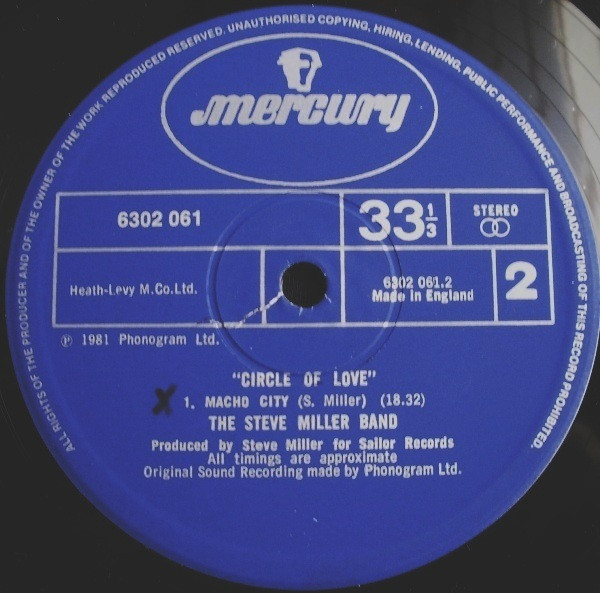 ALL RIGHTS OF THE PRODUCER AND OF THE OWNER OF THE WORK REPRODUCED RESERVED. UNAUTHORISED COPYING, HIRING, LENDING, PUBLIC PERFORMANCE AND BROADCASTING OF THIS RECORD PROHIBITED.
mercury
6302 061
33 1/3
STEREO
Heath-Levy M.Co.Ltd.
6302 061.2
Made in England
2
℗ 1981 Phonogram Ltd.
"CIRCLE OF LOVE"
X 1. MACHO CITY (S. Miller) (18.32)
THE STEVE MILLER BAND
Produced by Steve Miller for Sailor Records
All timings are approximate
Original Sound Recording made by Phonogram Ltd.